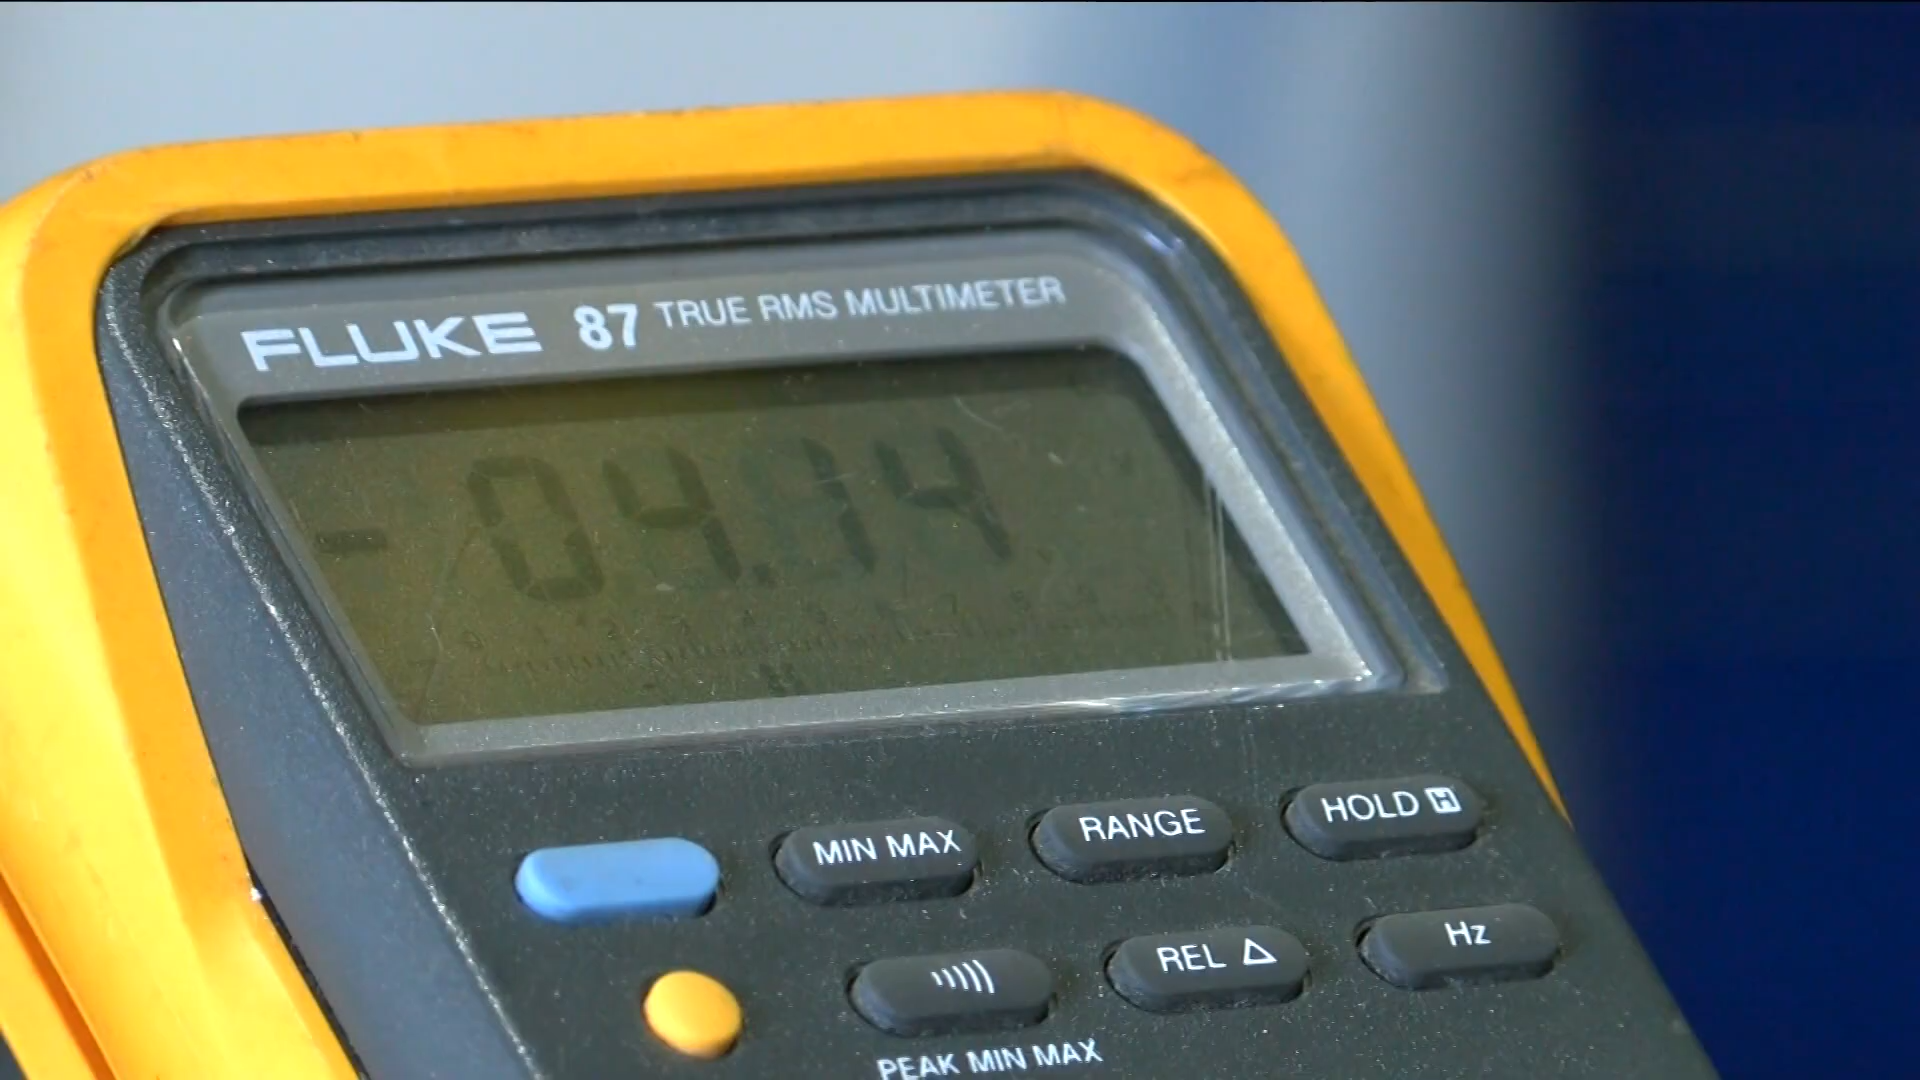 FLUKE 87 TRUE RMS MULTIMETER
-04.14
MIN MAX
RANGE
HOLD H
REL Δ
Hz
PEAK MIN MAX